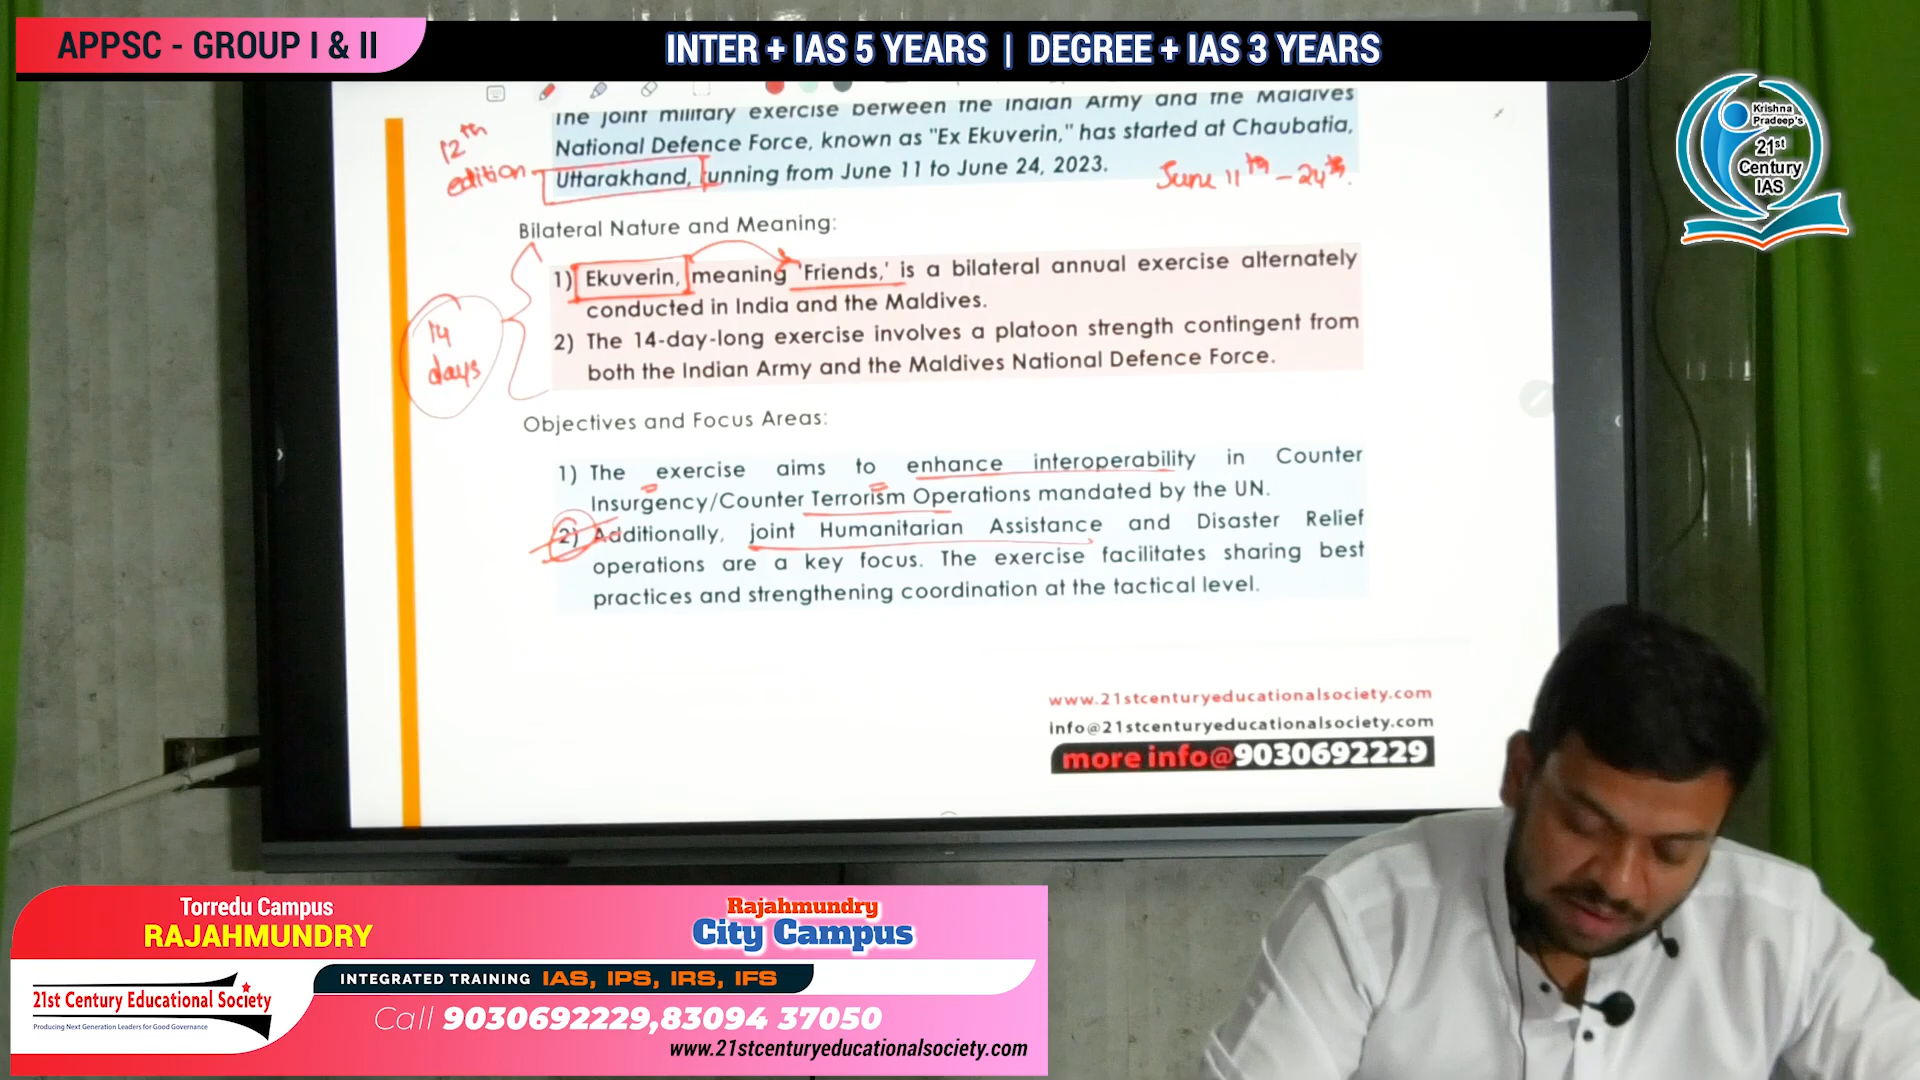 APPSC - GROUP I & II
INTER + IAS 5 YEARS | DEGREE + IAS 3 YEARS
Krishna
Pradeep's
21st
Century
IAS
The joint military exercise between the Indian Army and the Maldives
National Defence Force, known as "Ex Ekuverin," has started at Chaubatia,
Uttarakhand, running from June 11 to June 24, 2023.
12th
edition
June 11th - 24th.
Bilateral Nature and Meaning:
1) Ekuverin, meaning 'Friends,' is a bilateral annual exercise alternately
conducted in India and the Maldives.
2) The 14-day-long exercise involves a platoon strength contingent from
both the Indian Army and the Maldives National Defence Force.
14
days
Objectives and Focus Areas:
1) The exercise aims to enhance interoperability in Counter
Insurgency/Counter Terrorism Operations mandated by the UN.
2) Additionally, joint Humanitarian Assistance and Disaster Relief
operations are a key focus. The exercise facilitates sharing best
practices and strengthening coordination at the tactical level.
www.21stcenturyeducationalsociety.com
info@21stcenturyeducationalsociety.com
more info@9030692229
Torredu Campus
RAJAHMUNDRY
Rajahmundry
City Campus
21st Century Educational Society
Producing Next Generation Leaders for Good Governance
INTEGRATED TRAINING IAS, IPS, IRS, IFS
Call 9030692229,83094 37050
www.21stcenturyeducationalsociety.com